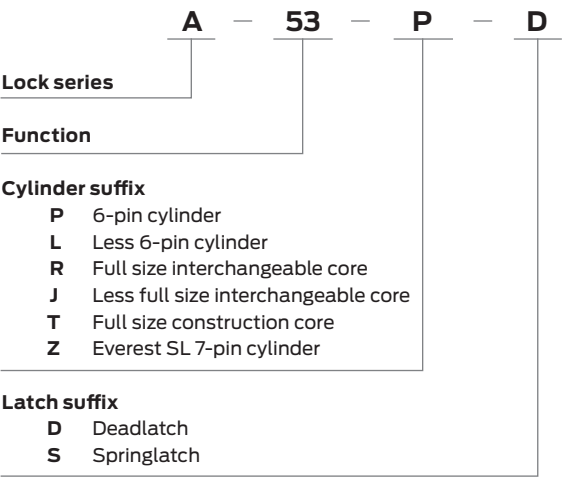 A – 53 – P – D
Lock series
Function
Cylinder suffix
P 6-pin cylinder
L Less 6-pin cylinder
R Full size interchangeable core
J Less full size interchangeable core
T Full size construction core
Z Everest SL 7-pin cylinder
Latch suffix
D Deadlatch
S Springlatch